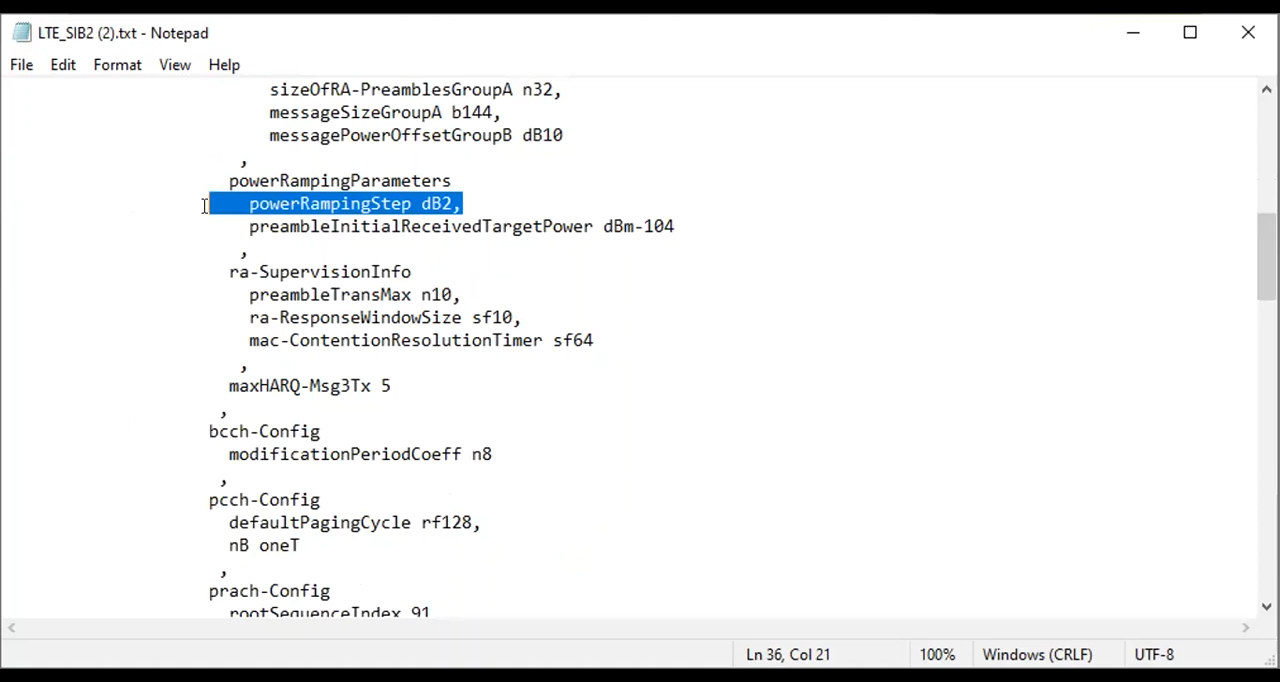 LTE_SIB2 (2).txt - Notepad
File Edit Format View Help
sizeOfRA-PreamblesGroupA n32,
messageSizeGroupA b144,
messagePowerOffsetGroupB dB10
,
powerRampingParameters
powerRampingStep dB2,
preambleInitialReceivedTargetPower dBm-104
,
ra-SupervisionInfo
preambleTransMax n10,
ra-ResponseWindowSize sf10,
mac-ContentionResolutionTimer sf64
,
maxHARQ-Msg3Tx 5
,
bcch-Config
modificationPeriodCoeff n8
,
pcch-Config
defaultPagingCycle rf128,
nB oneT
,
prach-Config
rootSequenceIndex 91
Ln 36, Col 21 100% Windows (CRLF) UTF-8